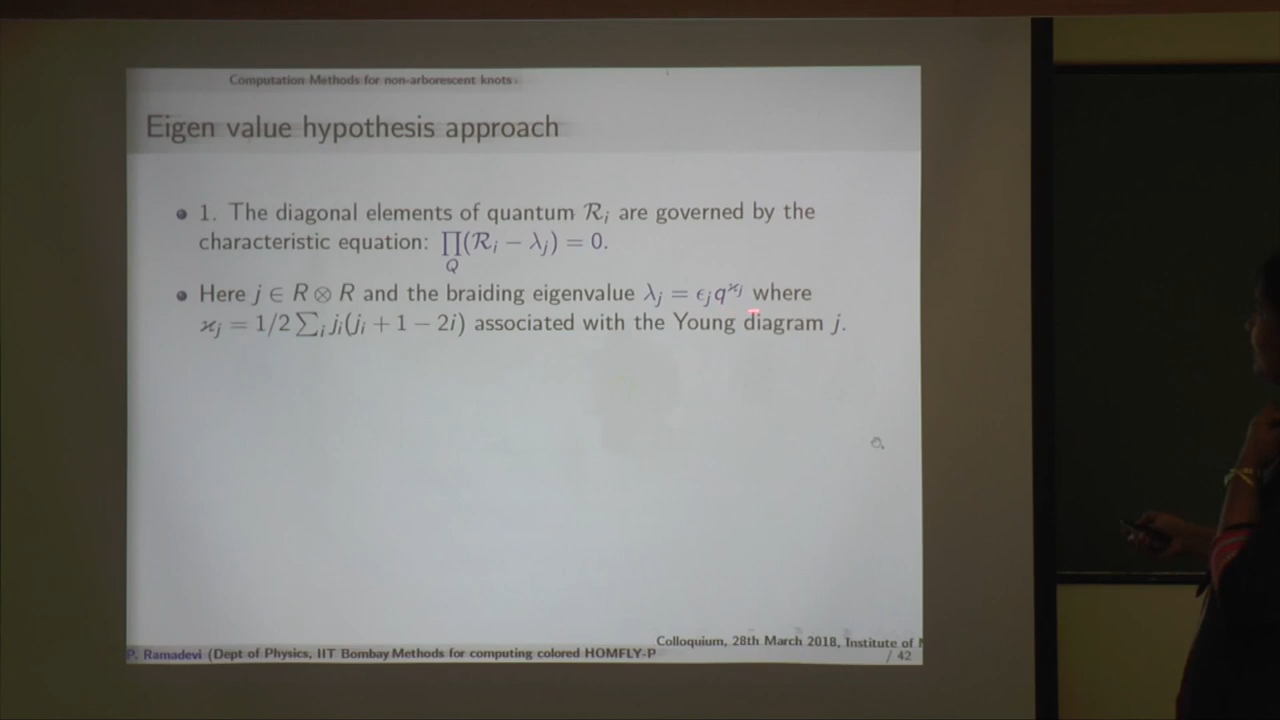 Computation Methods for non-arborescent knots
Eigen value hypothesis approach
1. The diagonal elements of quantum ℛᵢ are governed by the
characteristic equation: ∏_Q(ℛᵢ − λⱼ) = 0.
Here j ∈ R ⊗ R and the braiding eigenvalue λⱼ = ϵⱼq^ϰⱼ where
ϰⱼ = 1/2 ∑ᵢ jᵢ(jᵢ + 1 − 2i) associated with the Young diagram j.
Colloquium, 28th March 2018, Institute of
P. Ramadevi (Dept of Physics, IIT Bombay Methods for computing colored HOMFLY-P
/ 42